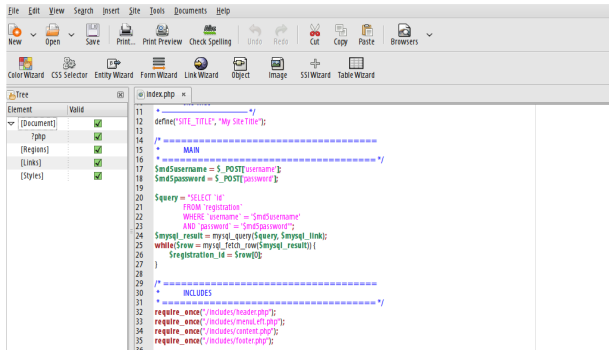 File Edit View Search Insert Site Tools Documents Help
New Open Save Print... Print Preview Check Spelling Undo Redo Cut Copy Paste Browsers
Color Wizard CSS Selector Entity Wizard Form Wizard Link Wizard Object Image SSI Wizard Table Wizard
Tree
index.php ×
Element Valid
[Document]
?php
[Regions]
[Links]
[Styles]
11 * ———————————— */
12 define("SITE_TITLE", "My Site Title");
13
14 /* ====================================
15 * MAIN
16 * ==================================== */
17 $md5username = $_POST['username'];
18 $md5password = $_POST['password'];
19
20 $query = "SELECT `id`
21 FROM `registration`
22 WHERE `username` = '$md5username'
23 AND `password` = '$md5password'";
24 $mysql_result = mysql_query($query, $mysql_link);
25 while($row = mysql_fetch_row($mysql_result)) {
26 $registration_id = $row[0];
27 }
28
29 /* ====================================
30 * INCLUDES
31 * ==================================== */
32 require_once("/includes/header.php");
33 require_once("/includes/menuLeft.php");
34 require_once("/includes/content.php");
35 require_once("/includes/footer.php");